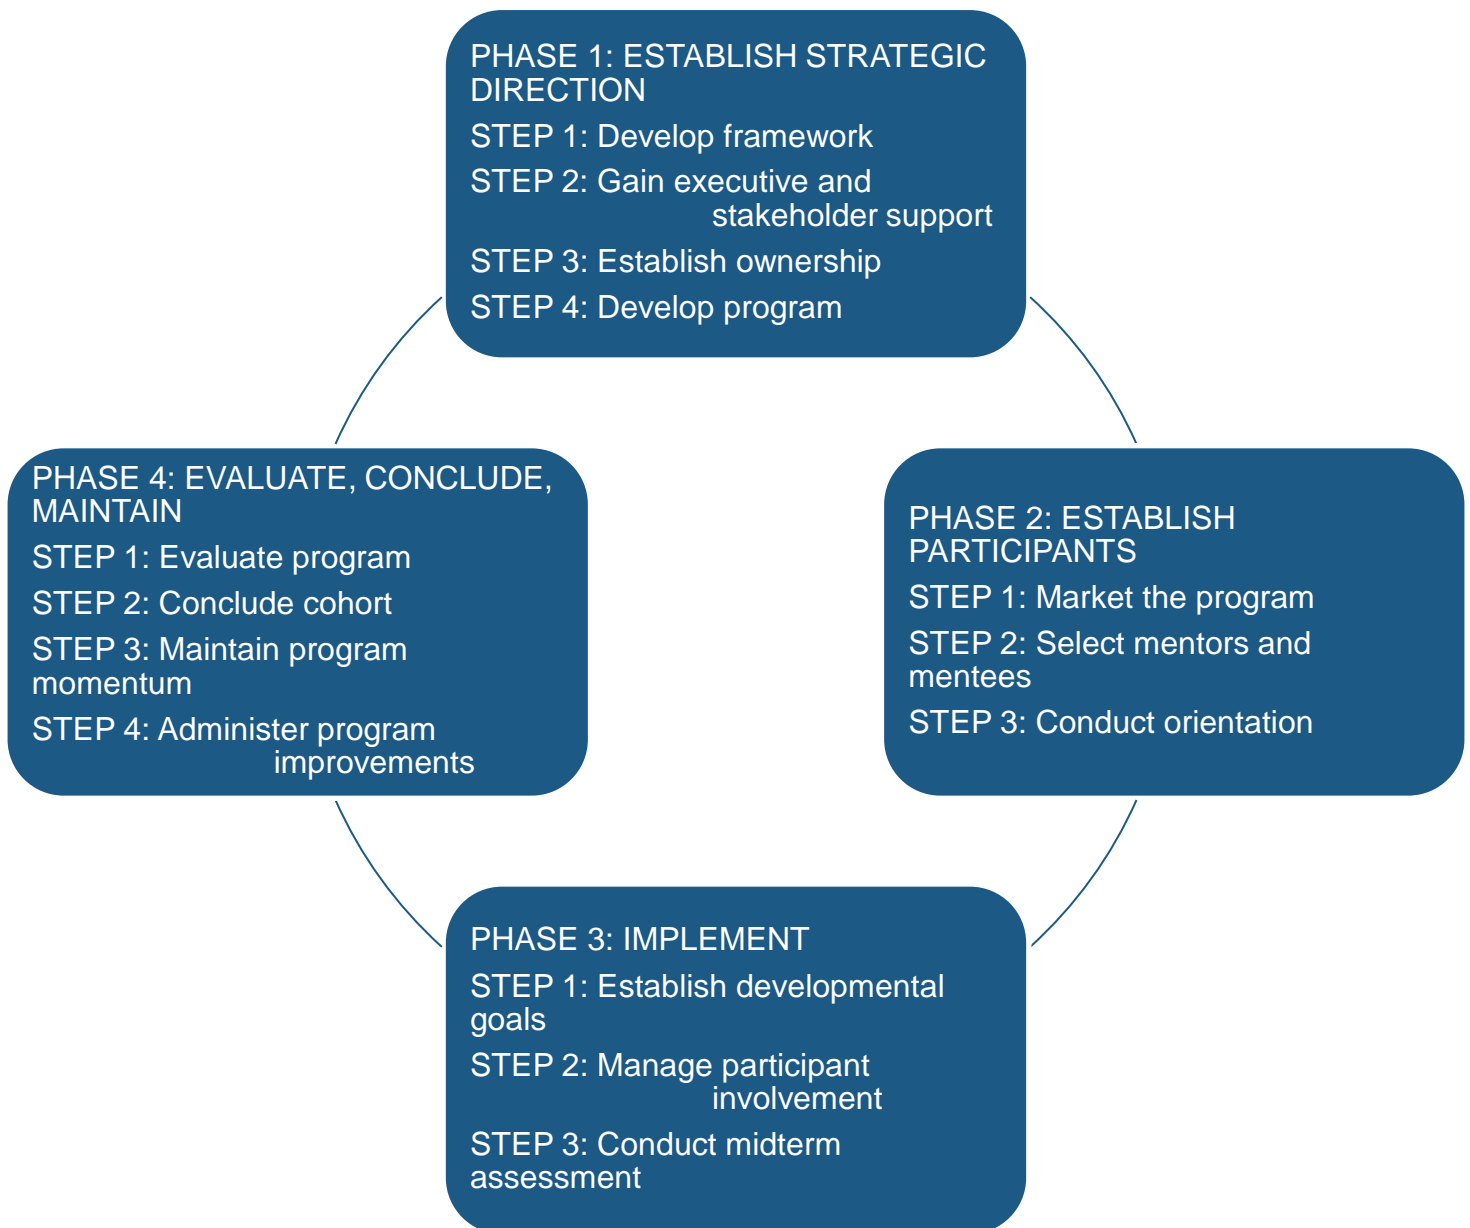 PHASE 1: ESTABLISH STRATEGIC
DIRECTION
STEP 1: Develop framework
STEP 2: Gain executive and
stakeholder support
STEP 3: Establish ownership
STEP 4: Develop program
PHASE 2: ESTABLISH
PARTICIPANTS
STEP 1: Market the program
STEP 2: Select mentors and
mentees
STEP 3: Conduct orientation
PHASE 3: IMPLEMENT
STEP 1: Establish developmental
goals
STEP 2: Manage participant
involvement
STEP 3: Conduct midterm
assessment
PHASE 4: EVALUATE, CONCLUDE,
MAINTAIN
STEP 1: Evaluate program
STEP 2: Conclude cohort
STEP 3: Maintain program
momentum
STEP 4: Administer program
improvements